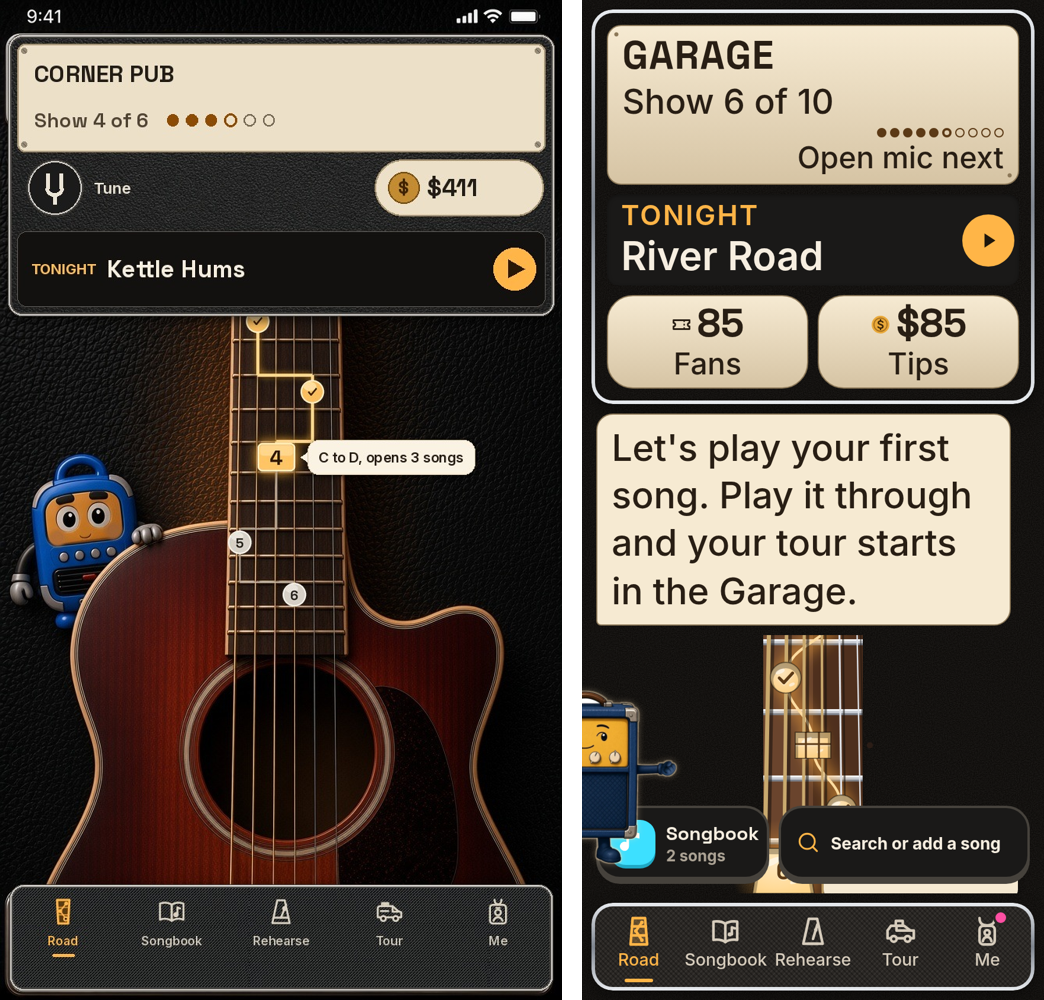 9:41
CORNER PUB
Show 4 of 6
Tune
$ $411
TONIGHT Kettle Hums
4
C to D, opens 3 songs
5
6
Road
Songbook
Rehearse
Tour
Me
GARAGE
Show 6 of 10
Open mic next
TONIGHT
River Road
85
Fans
$ $85
Tips
Let's play your first
song. Play it through
and your tour starts
in the Garage.
Songbook
2 songs
Search or add a song
Road
Songbook
Rehearse
Tour
Me